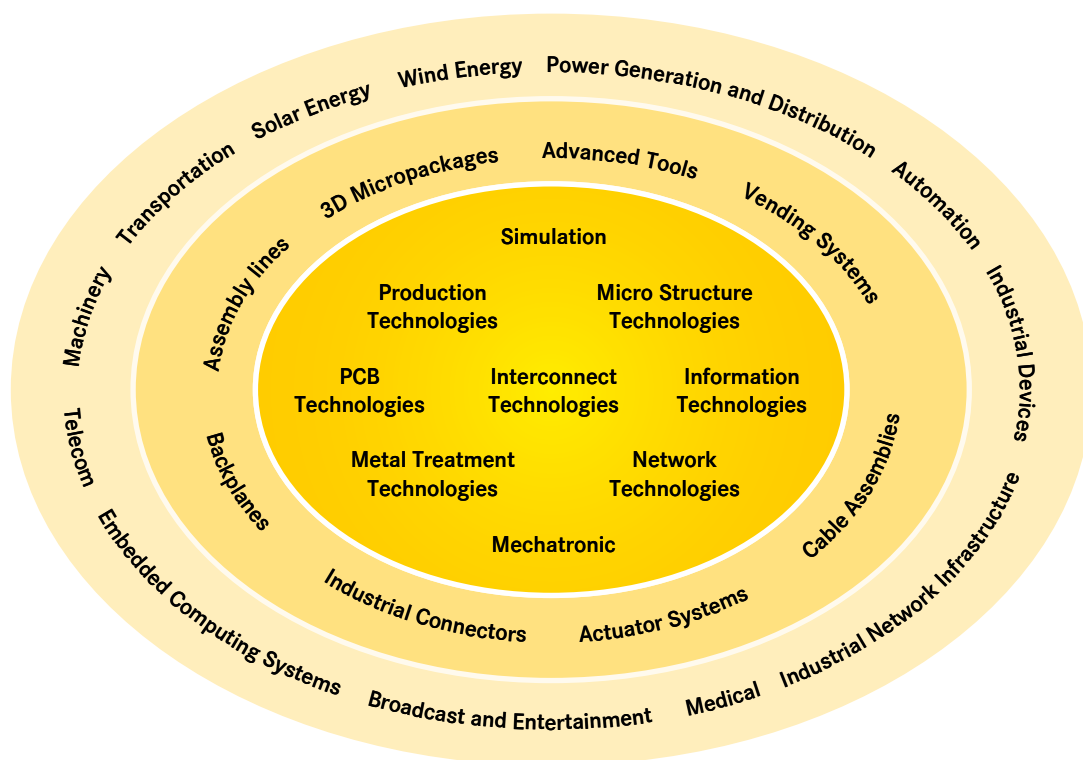 Wind Energy
Power Generation and Distribution
Automation
Industrial Devices
Industrial Network Infrastructure
Medical
Broadcast and Entertainment
Embedded Computing Systems
Telecom
Machinery
Transportation
Solar Energy
3D Micropackages
Advanced Tools
Vending Systems
Cable Assemblies
Actuator Systems
Industrial Connectors
Backplanes
Assembly lines
Simulation
Production
Technologies
Micro Structure
Technologies
PCB
Technologies
Interconnect
Technologies
Information
Technologies
Metal Treatment
Technologies
Network
Technologies
Mechatronic